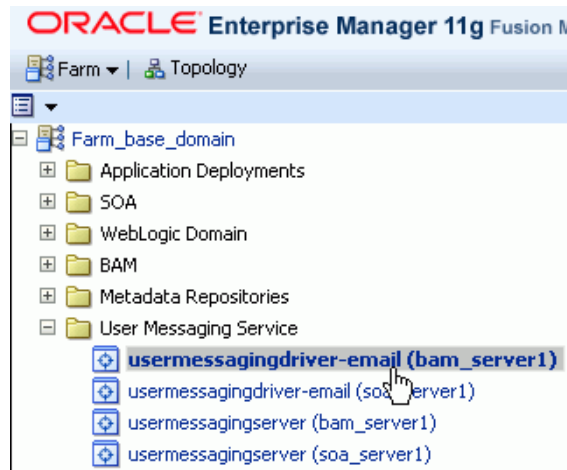 ORACLE Enterprise Manager 11g Fusion
Farm Topology
Farm_base_domain
Application Deployments
SOA
WebLogic Domain
BAM
Metadata Repositories
User Messaging Service
usermessagingdriver-email (bam_server1)
usermessagingdriver-email (soa_server1)
usermessagingserver (bam_server1)
usermessagingserver (soa_server1)